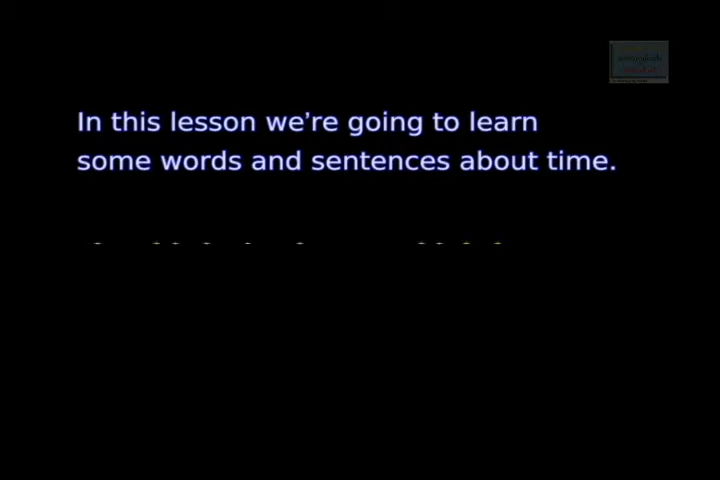 In this lesson we're going to learn
some words and sentences about time.